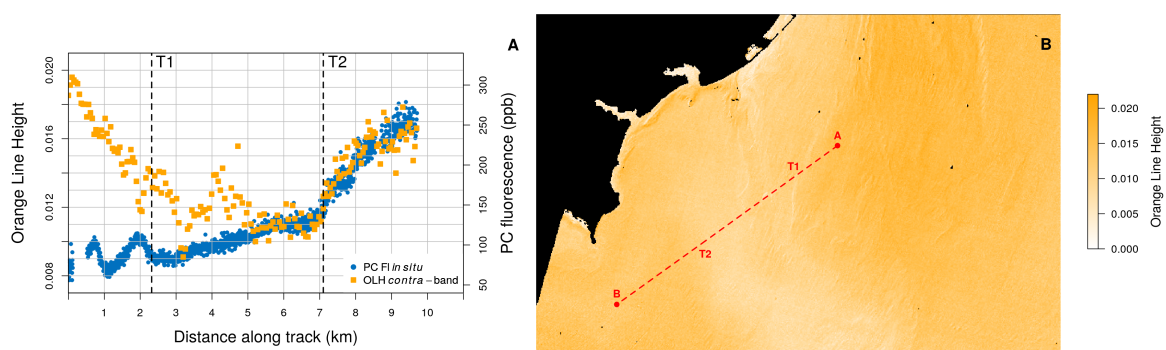 T1
T2
A
B
Orange Line Height
0.008
0.012
0.016
0.020
PC fluorescence (ppb)
50
100
150
200
250
300
PC Fl in situ
OLH contra-band
1 2 3 4 5 6 7 8 9 10
Distance along track (km)
A
T1
T2
B
0.020
0.015
0.010
0.005
0.000
Orange Line Height